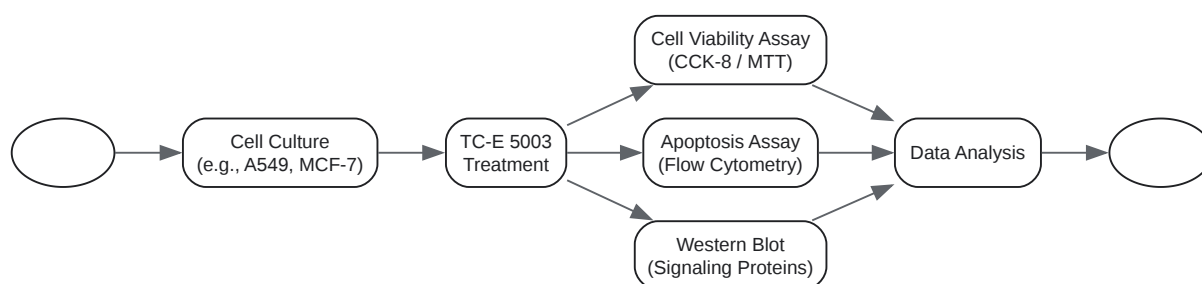 Cell Culture
(e.g., A549, MCF-7)
TC-E 5003
Treatment
Cell Viability Assay
(CCK-8 / MTT)
Apoptosis Assay
(Flow Cytometry)
Western Blot
(Signaling Proteins)
Data Analysis